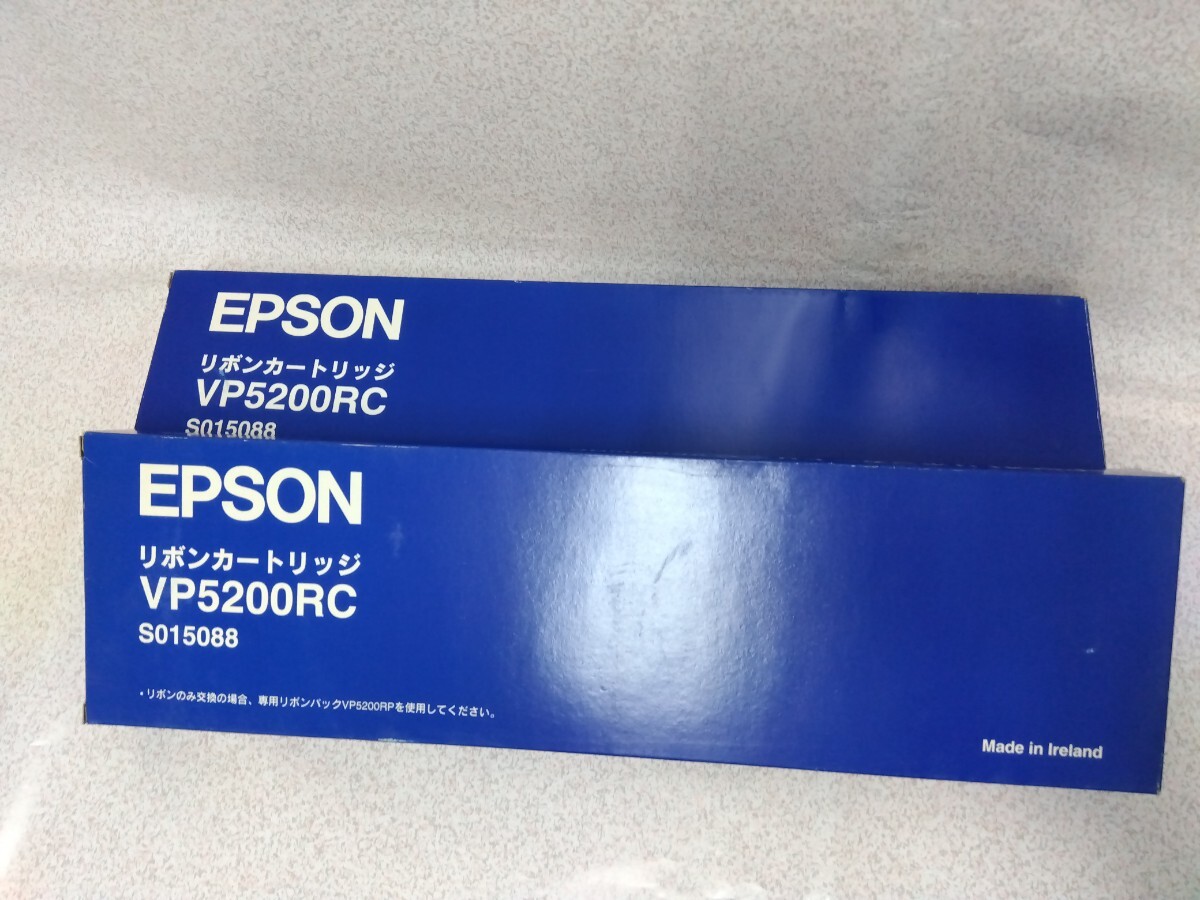 EPSON
リボンカートリッジ
VP5200RC
S015088
EPSON
リボンカートリッジ
VP5200RC
S015088
・リボンのみ交換の場合、専用リボンパックVP5200RPを使用してください。
Made in Ireland